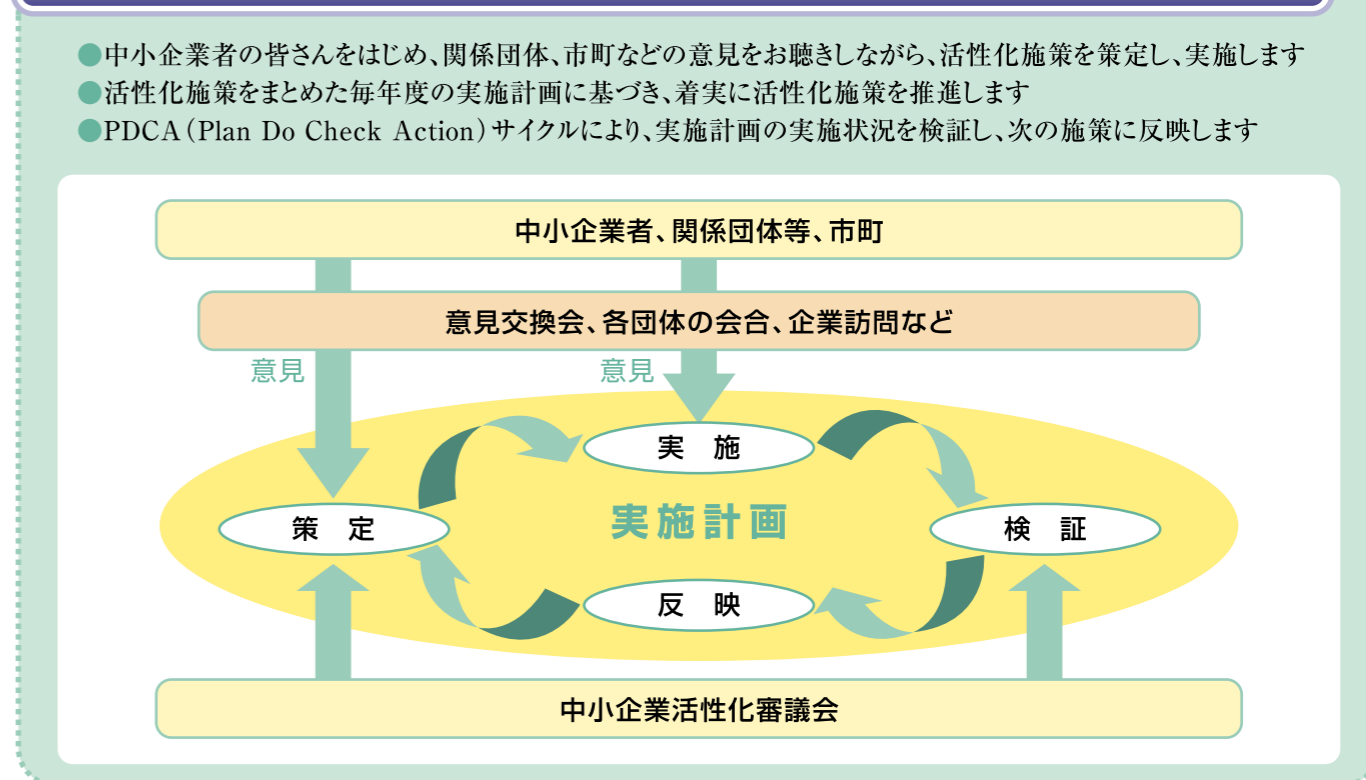 ●中小企業者の皆さんをはじめ、関係団体、市町などの意見をお聴きしながら、活性化施策を策定し、実施します
●活性化施策をまとめた毎年度の実施計画に基づき、着実に活性化施策を推進します
●PDCA(Plan Do Check Action)サイクルにより、実施計画の実施状況を検証し、次の施策に反映します
中小企業者、関係団体等、市町
意見交換会、各団体の会合、企業訪問など
意見
意見
実 施
策 定
実施計画
検 証
反 映
中小企業活性化審議会